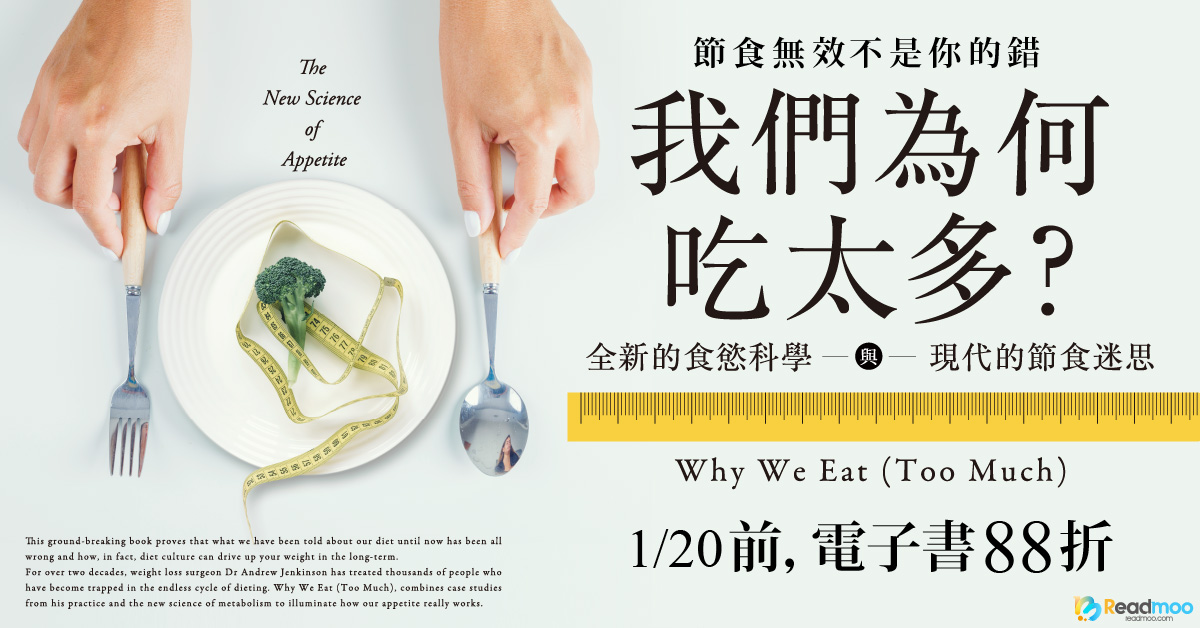 The
New Science
of
Appetite
節食無效不是你的錯
我們為何
吃太多?
全新的食慾科學 — 與 — 現代的節食迷思
Why We Eat (Too Much)
1/20前, 電子書88折
This ground-breaking book proves that what we have been told about our diet until now has been all
wrong and how, in fact, diet culture can drive up your weight in the long-term.
For over two decades, weight loss surgeon Dr Andrew Jenkinson has treated thousands of people who
have become trapped in the endless cycle of dieting. Why We Eat (Too Much), combines case studies
from his practice and the new science of metabolism to illuminate how our appetite really works.
Readmoo
readmoo.com